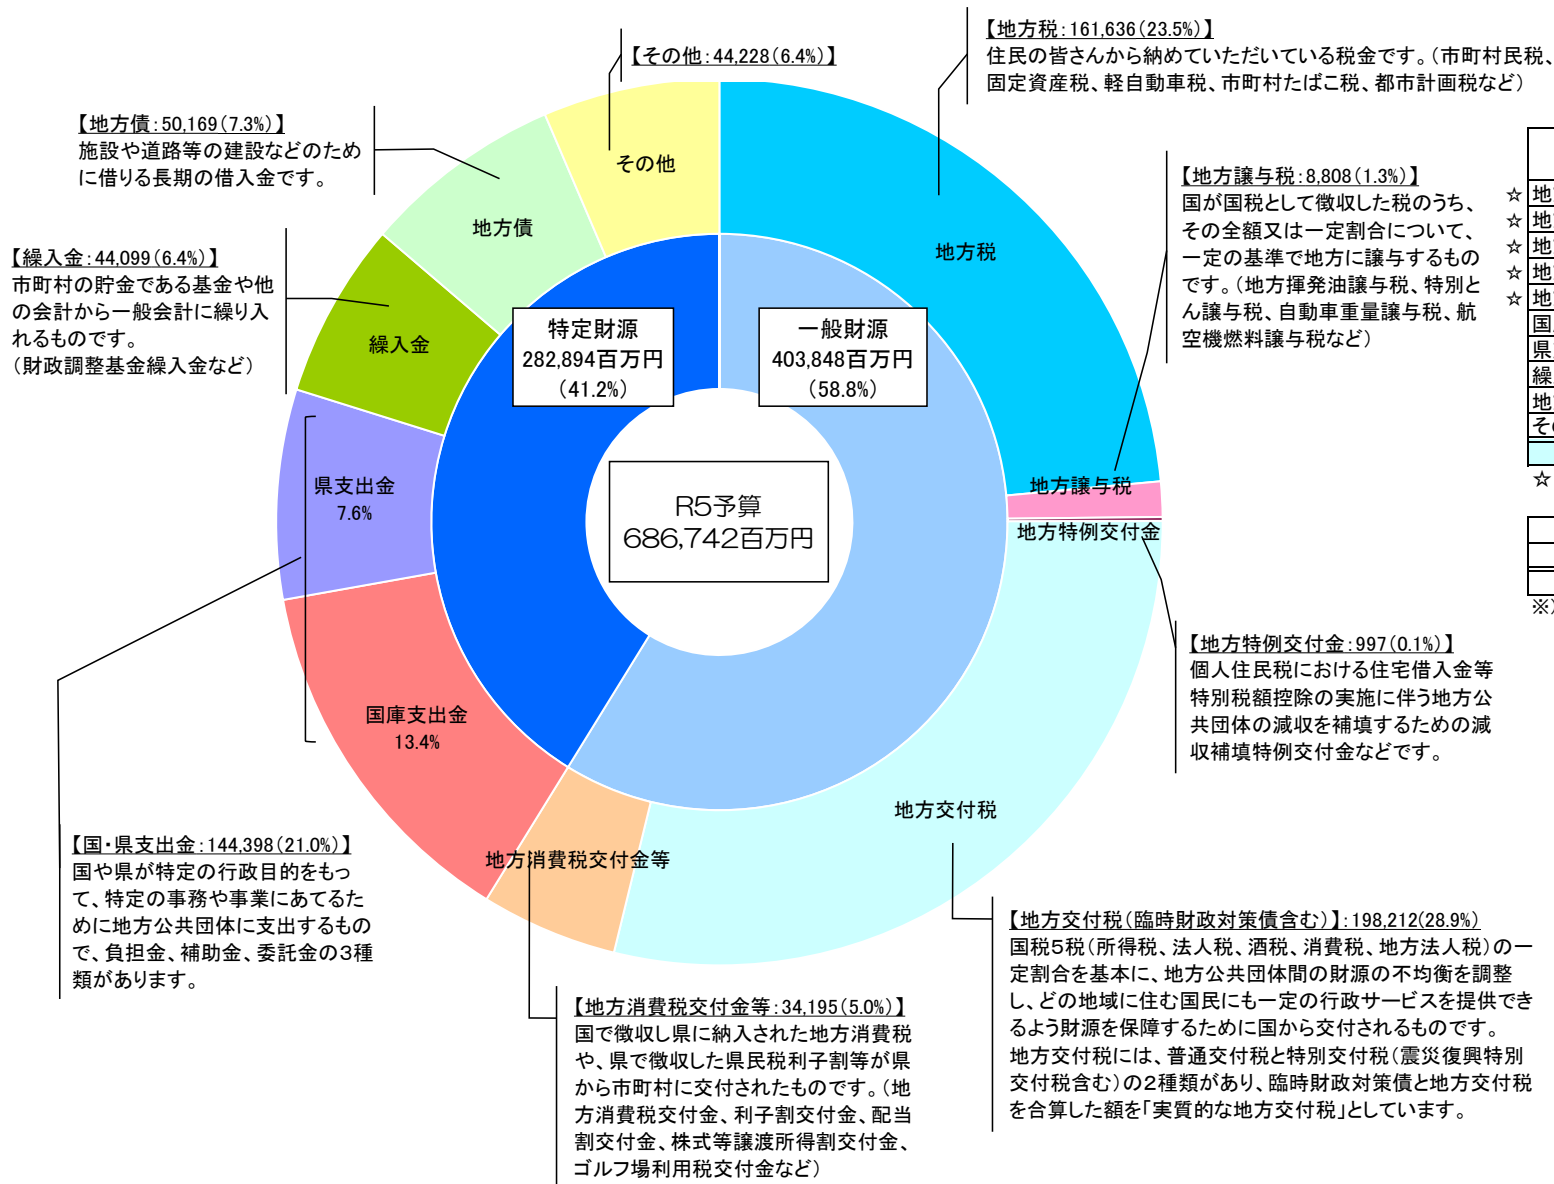 【地方税：161,636(23.5%)】
住民の皆さんから納めていただいている税金です。（市町村民税、
固定資産税、軽自動車税、市町村たばこ税、都市計画税など）
【その他：44,228(6.4%)】
【地方債：50,169(7.3%)】
施設や道路等の建設などのため
に借りる長期の借入金です。
【繰入金：44,099(6.4%)】
市町村の貯金である基金や他
の会計から一般会計に繰り入
れるものです。
（財政調整基金繰入金など）
【地方譲与税：8,808(1.3%)】
国が国税として徴収した税のうち、
その全額又は一定割合について、
一定の基準で地方に譲与するもの
です。（地方揮発油譲与税、特別と
ん譲与税、自動車重量譲与税、航
空機燃料譲与税など）
その他
地方債
繰入金
県支出金
7.6%
国庫支出金
13.4%
地方消費税交付金等
地方税
地方譲与税
地方特例交付金
地方交付税
特定財源
282,894百万円
(41.2%)
一般財源
403,848百万円
(58.8%)
R5予算
686,742百万円
☆ 地
☆ 地
☆ 地
☆ 地
☆ 地
国
県
繰
地
その
☆
※
【地方特例交付金：997(0.1%)】
個人住民税における住宅借入金等
特別税額控除の実施に伴う地方公
共団体の減収を補填するための減
収補填特例交付金などです。
【国・県支出金：144,398(21.0%)】
国や県が特定の行政目的をもっ
て、特定の事務や事業にあてるた
めに地方公共団体に支出するもの
で、負担金、補助金、委託金の３種
類があります。
【地方交付税（臨時財政対策債含む）】：198,212(28.9%)
国税５税（所得税、法人税、酒税、消費税、地方法人税）の一
定割合を基本に、地方公共団体間の財源の不均衡を調整
し、どの地域に住む国民にも一定の行政サービスを提供でき
るよう財源を保障するために国から交付されるものです。
地方交付税には、普通交付税と特別交付税（震災復興特別
交付税含む）の２種類があり、臨時財政対策債と地方交付税
を合算した額を「実質的な地方交付税」としています。
【地方消費税交付金等：34,195(5.0%)】
国で徴収し県に納入された地方消費税
や、県で徴収した県民税利子割等が県
から市町村に交付されたものです。（地
方消費税交付金、利子割交付金、配当
割交付金、株式等譲渡所得割交付金、
ゴルフ場利用税交付金など）